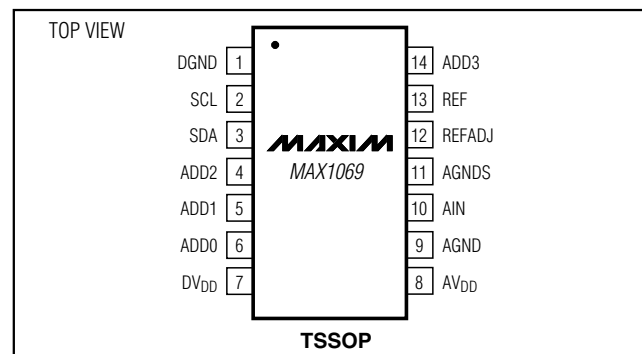 TOP VIEW
DGND 1
SCL 2
SDA 3
ADD2 4
ADD1 5
ADD0 6
DVDD 7
MAXIM
MAX1069
14 ADD3
13 REF
12 REFADJ
11 AGNDS
10 AIN
9 AGND
8 AVDD
TSSOP